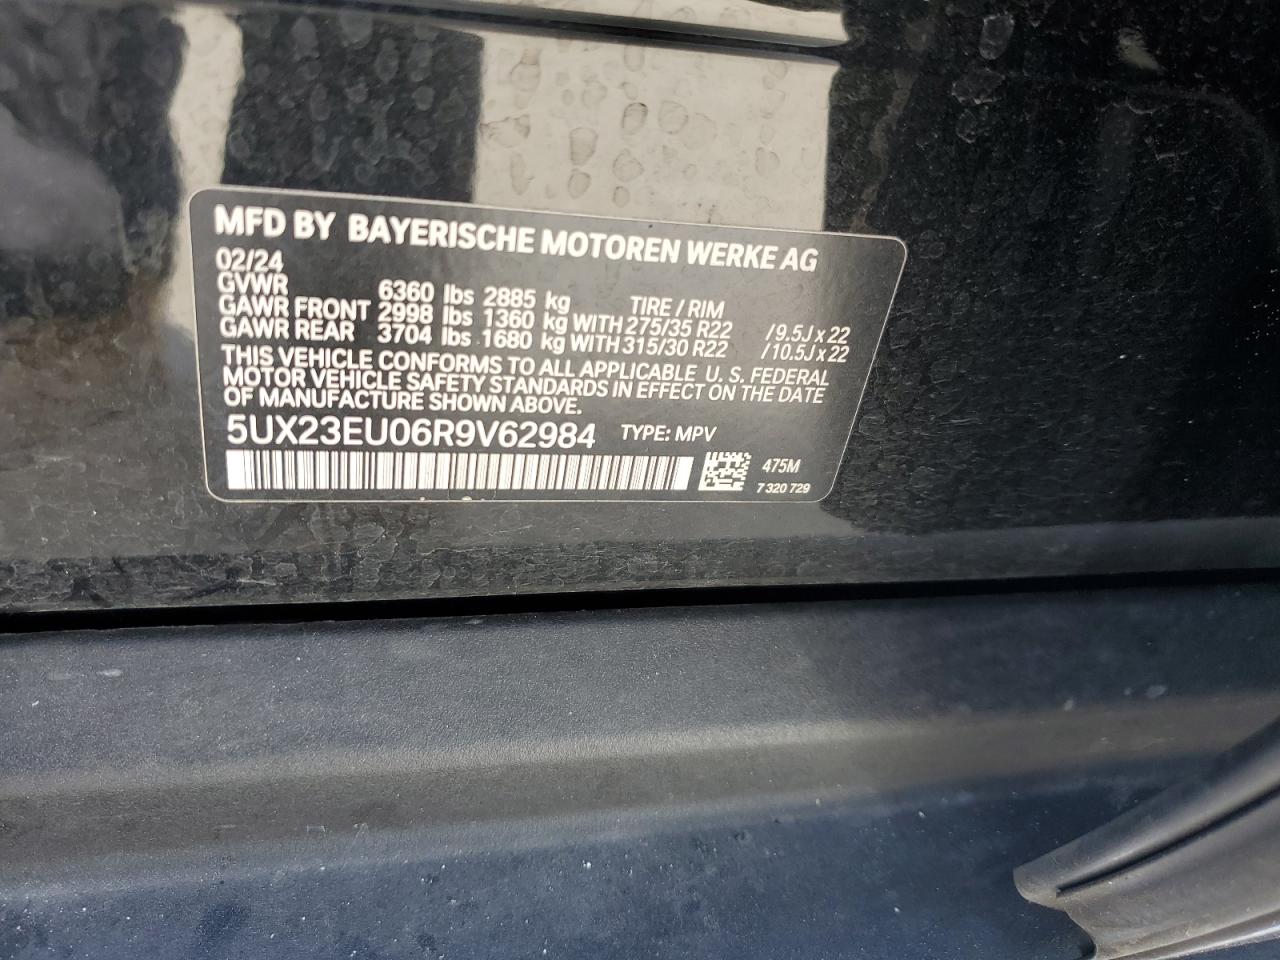 MFD BY BAYERISCHE MOTOREN WERKE AG
02/24
GVWR 6360 lbs 2885 kg TIRE / RIM
GAWR FRONT 2998 lbs 1360 kg WITH 275/35 R22 /9.5J x 22
GAWR REAR 3704 lbs 1680 kg WITH 315/30 R22 /10.5J x 22
THIS VEHICLE CONFORMS TO ALL APPLICABLE U. S. FEDERAL
MOTOR VEHICLE SAFETY STANDARDS IN EFFECT ON THE DATE
OF MANUFACTURE SHOWN ABOVE.
5UX23EU06R9V62984 TYPE: MPV
475M
7 320 729